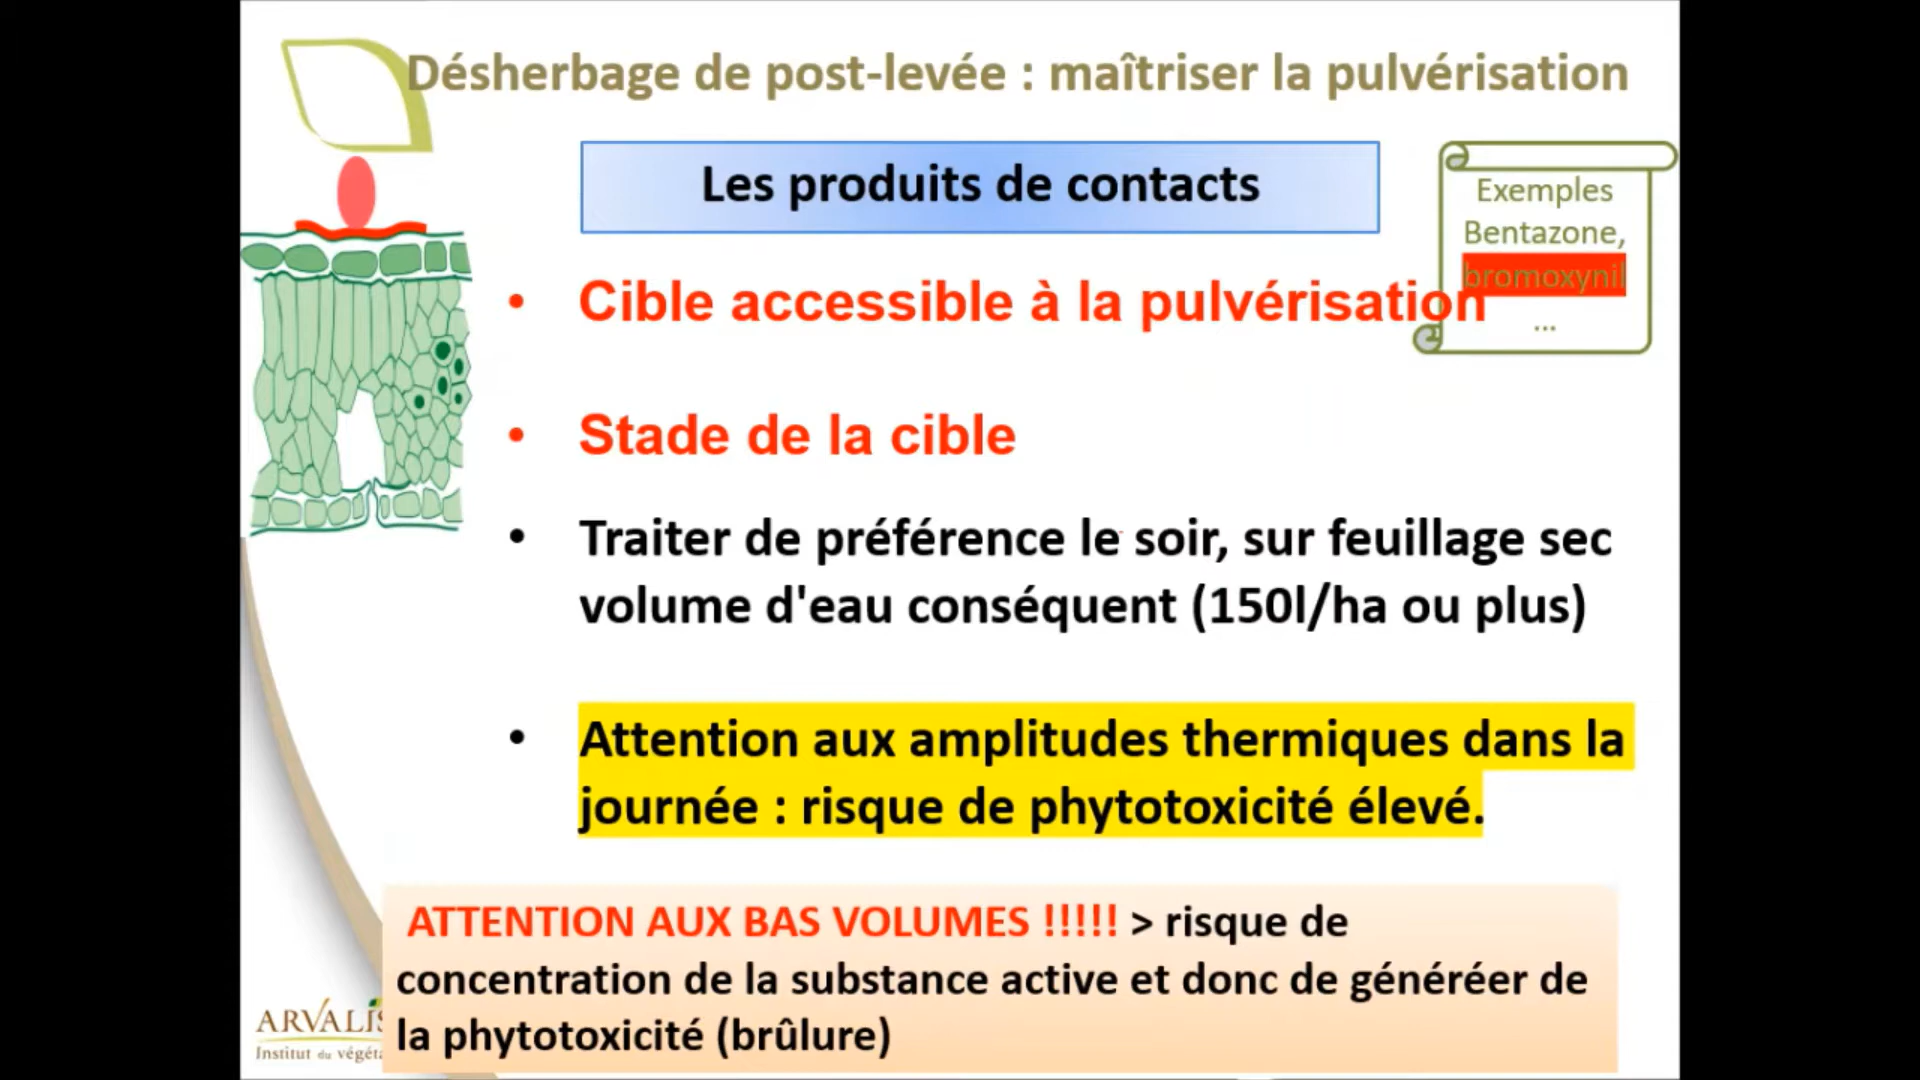 Désherbage de post-levée : maîtriser la pulvérisation
Les produits de contacts
Exemples
Bentazone,
bromoxynil
...
• Cible accessible à la pulvérisation
• Stade de la cible
• Traiter de préférence le soir, sur feuillage sec
volume d'eau conséquent (150l/ha ou plus)
• Attention aux amplitudes thermiques dans la
journée : risque de phytotoxicité élevé.
ATTENTION AUX BAS VOLUMES !!!!! > risque de
concentration de la substance active et donc de généréer de
la phytotoxicité (brûlure)
ARVALIS
Institut du végéta